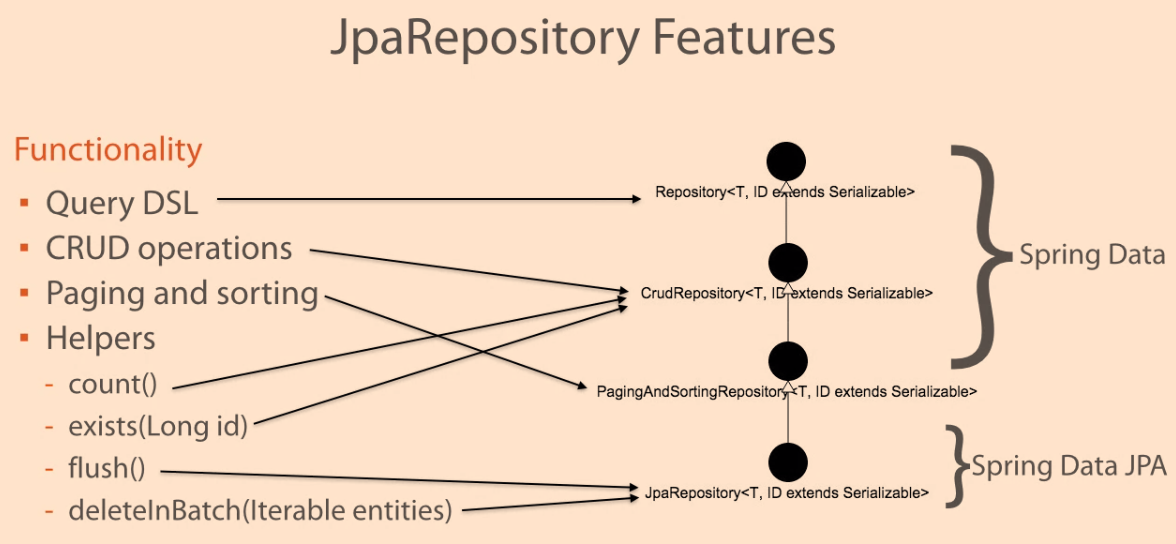 JpaRepository Features
Functionality
▪ Query DSL
▪ CRUD operations
▪ Paging and sorting
▪ Helpers
- count()
- exists(Long id)
- flush()
- deleteInBatch(Iterable entities)
Repository<T, ID extends Serializable>
CrudRepository<T, ID extends Serializable>
PagingAndSortingRepository<T, ID extends Serializable>
JpaRepository<T, ID extends Serializable>
Spring Data
Spring Data JPA